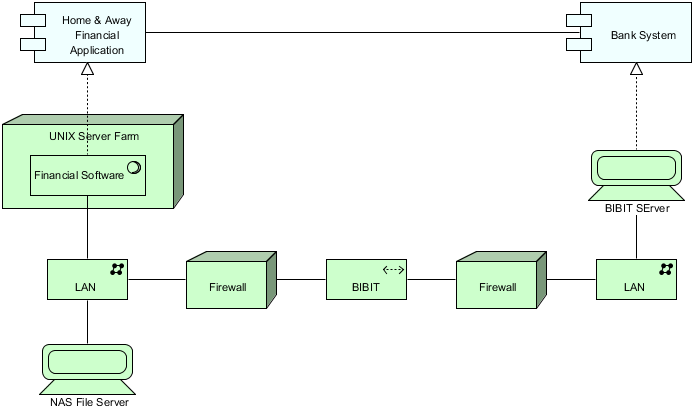 Home & Away
Financial
Application
Bank System
UNIX Server Farm
Financial Software
BIBIT SErver
LAN
Firewall
BIBIT
Firewall
LAN
NAS File Server